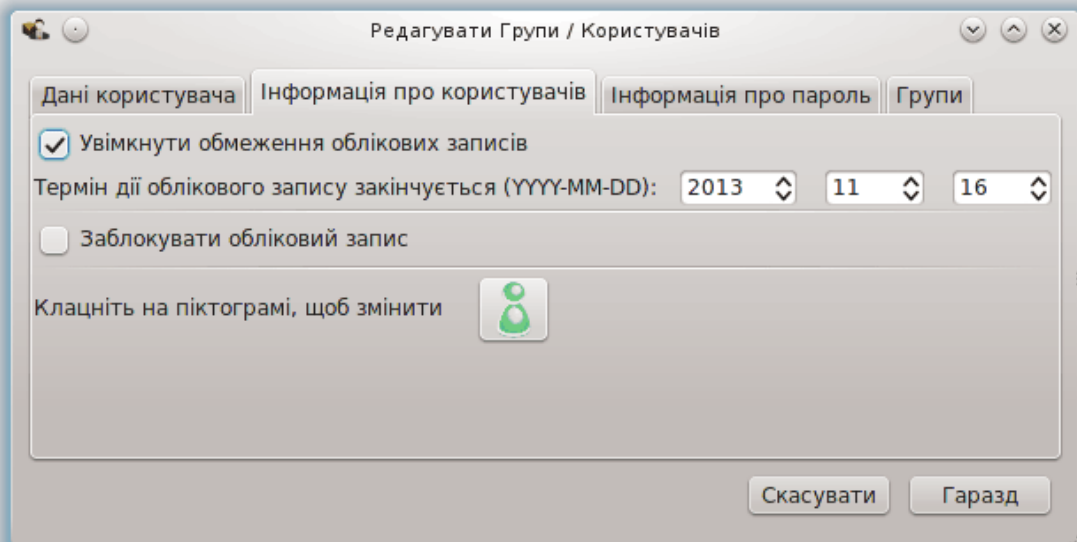 Редагувати Групи / Користувачів
Дані користувача Інформація про користувачів Інформація про пароль Групи
Увімкнути обмеження облікових записів
Термін дії облікового запису закінчується (YYYY-MM-DD): 2013 11 16
Заблокувати обліковий запис
Клацніть на піктограмі, щоб змінити
Скасувати Гаразд